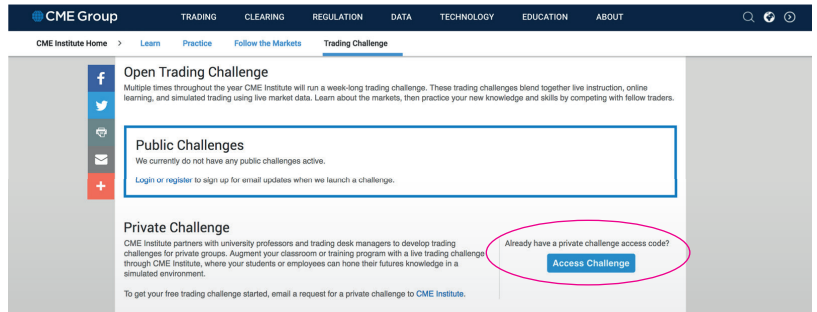 CME Group TRADING CLEARING REGULATION DATA TECHNOLOGY EDUCATION ABOUT
CME Institute Home > Learn Practice Follow the Markets Trading Challenge
Open Trading Challenge
Multiple times throughout the year CME Institute will run a week-long trading challenge. These trading challenges blend together live instruction, online
learning, and simulated trading using live market data. Learn about the markets, then practice your new knowledge and skills by competing with fellow traders.
Public Challenges
We currently do not have any public challenges active.
Login or register to sign up for email updates when we launch a challenge.
Private Challenge
CME Institute partners with university professors and trading desk managers to develop trading
challenges for private groups. Augment your classroom or training program with a live trading challenge
through CME Institute, where your students or employees can hone their futures knowledge in a
simulated environment.
To get your free trading challenge started, email a request for a private challenge to CME Institute.
Already have a private challenge access code?
Access Challenge